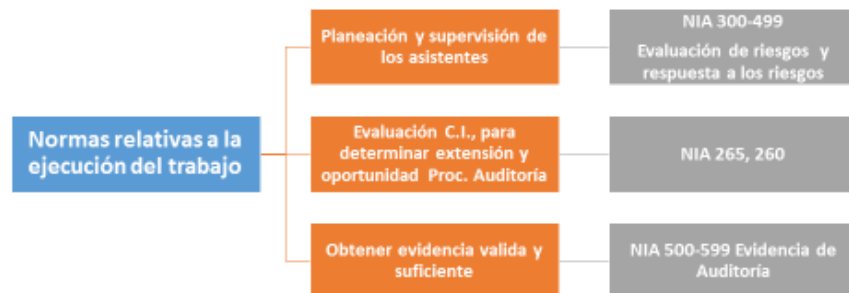 Normas relativas a la
ejecución del trabajo
Planeación y supervisión de
los asistentes
NIA 300-499
Evaluación de riesgos y
respuesta a los riesgos
Evaluación C.I., para
determinar extensión y
oportunidad Proc. Auditoría
NIA 265, 260
Obtener evidencia valida y
suficiente
NIA 500-599 Evidencia de
Auditoría